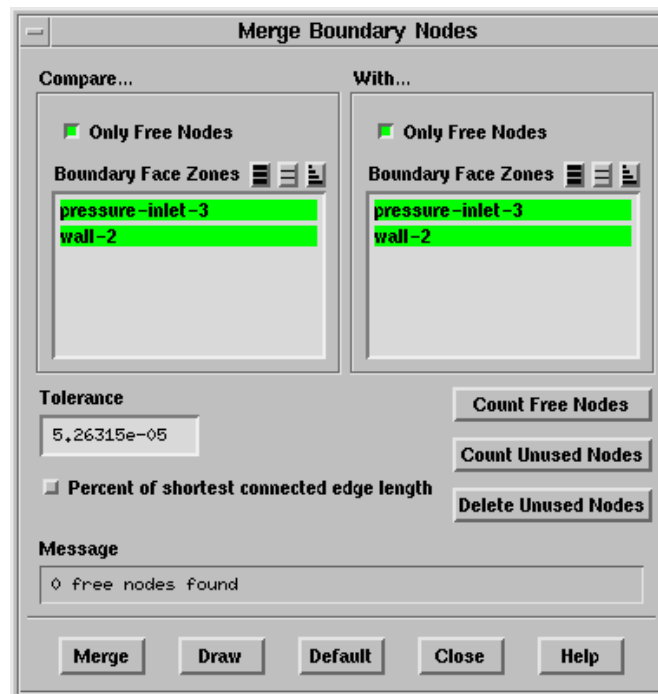 Merge Boundary Nodes
Compare...
Only Free Nodes
Boundary Face Zones
pressure-inlet-3
wall-2
With...
Only Free Nodes
Boundary Face Zones
pressure-inlet-3
wall-2
Tolerance
5.26315e-05
Percent of shortest connected edge length
Count Free Nodes
Count Unused Nodes
Delete Unused Nodes
Message
0 free nodes found
Merge Draw Default Close Help